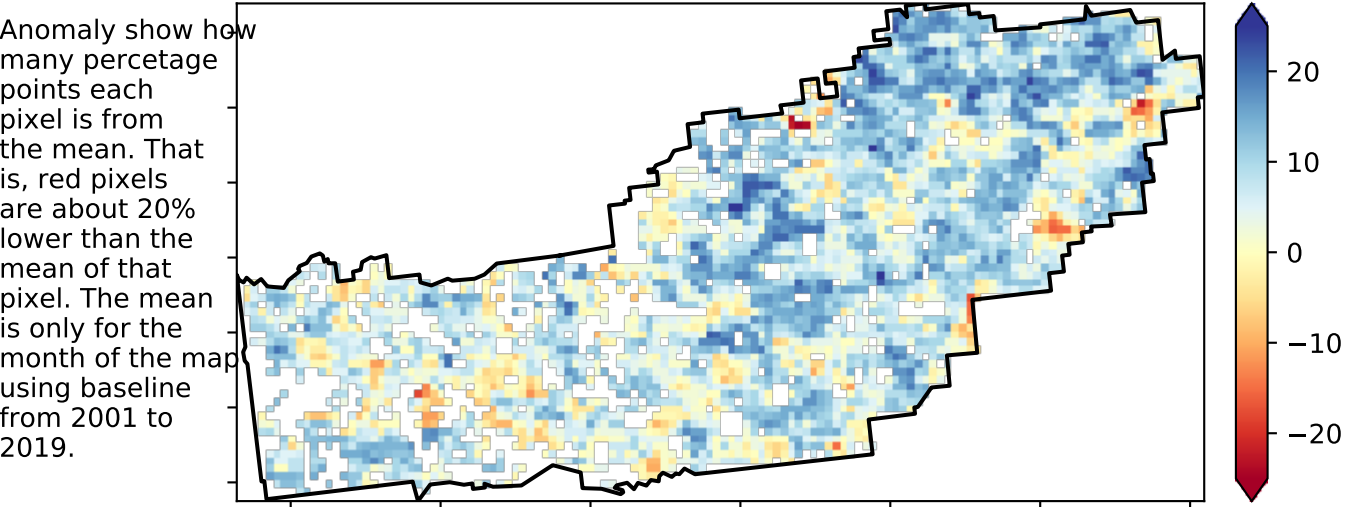 Anomaly show how
many percetage
points each
pixel is from
the mean. That
is, red pixels
are about 20%
lower than the
mean of that
pixel. The mean
is only for the
month of the map
using baseline
from 2001 to
2019.
20
10
0
−10
−20